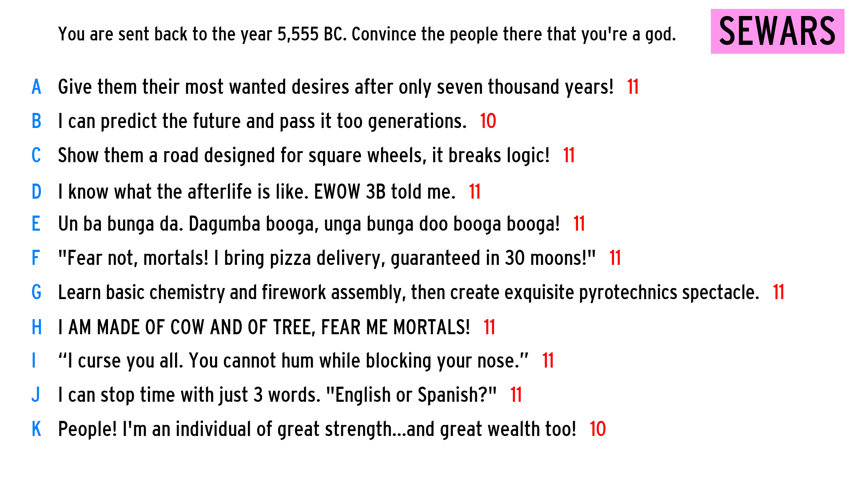 You are sent back to the year 5,555 BC. Convince the people there that you're a god.
SEWARS
A Give them their most wanted desires after only seven thousand years! 11
B I can predict the future and pass it too generations. 10
C Show them a road designed for square wheels, it breaks logic! 11
D I know what the afterlife is like. EWOW 3B told me. 11
E Un ba bunga da. Dagumba booga, unga bunga doo booga booga! 11
F "Fear not, mortals! I bring pizza delivery, guaranteed in 30 moons!" 11
G Learn basic chemistry and firework assembly, then create exquisite pyrotechnics spectacle. 11
H I AM MADE OF COW AND OF TREE, FEAR ME MORTALS! 11
I “I curse you all. You cannot hum while blocking your nose.” 11
J I can stop time with just 3 words. "English or Spanish?" 11
K People! I'm an individual of great strength...and great wealth too! 10